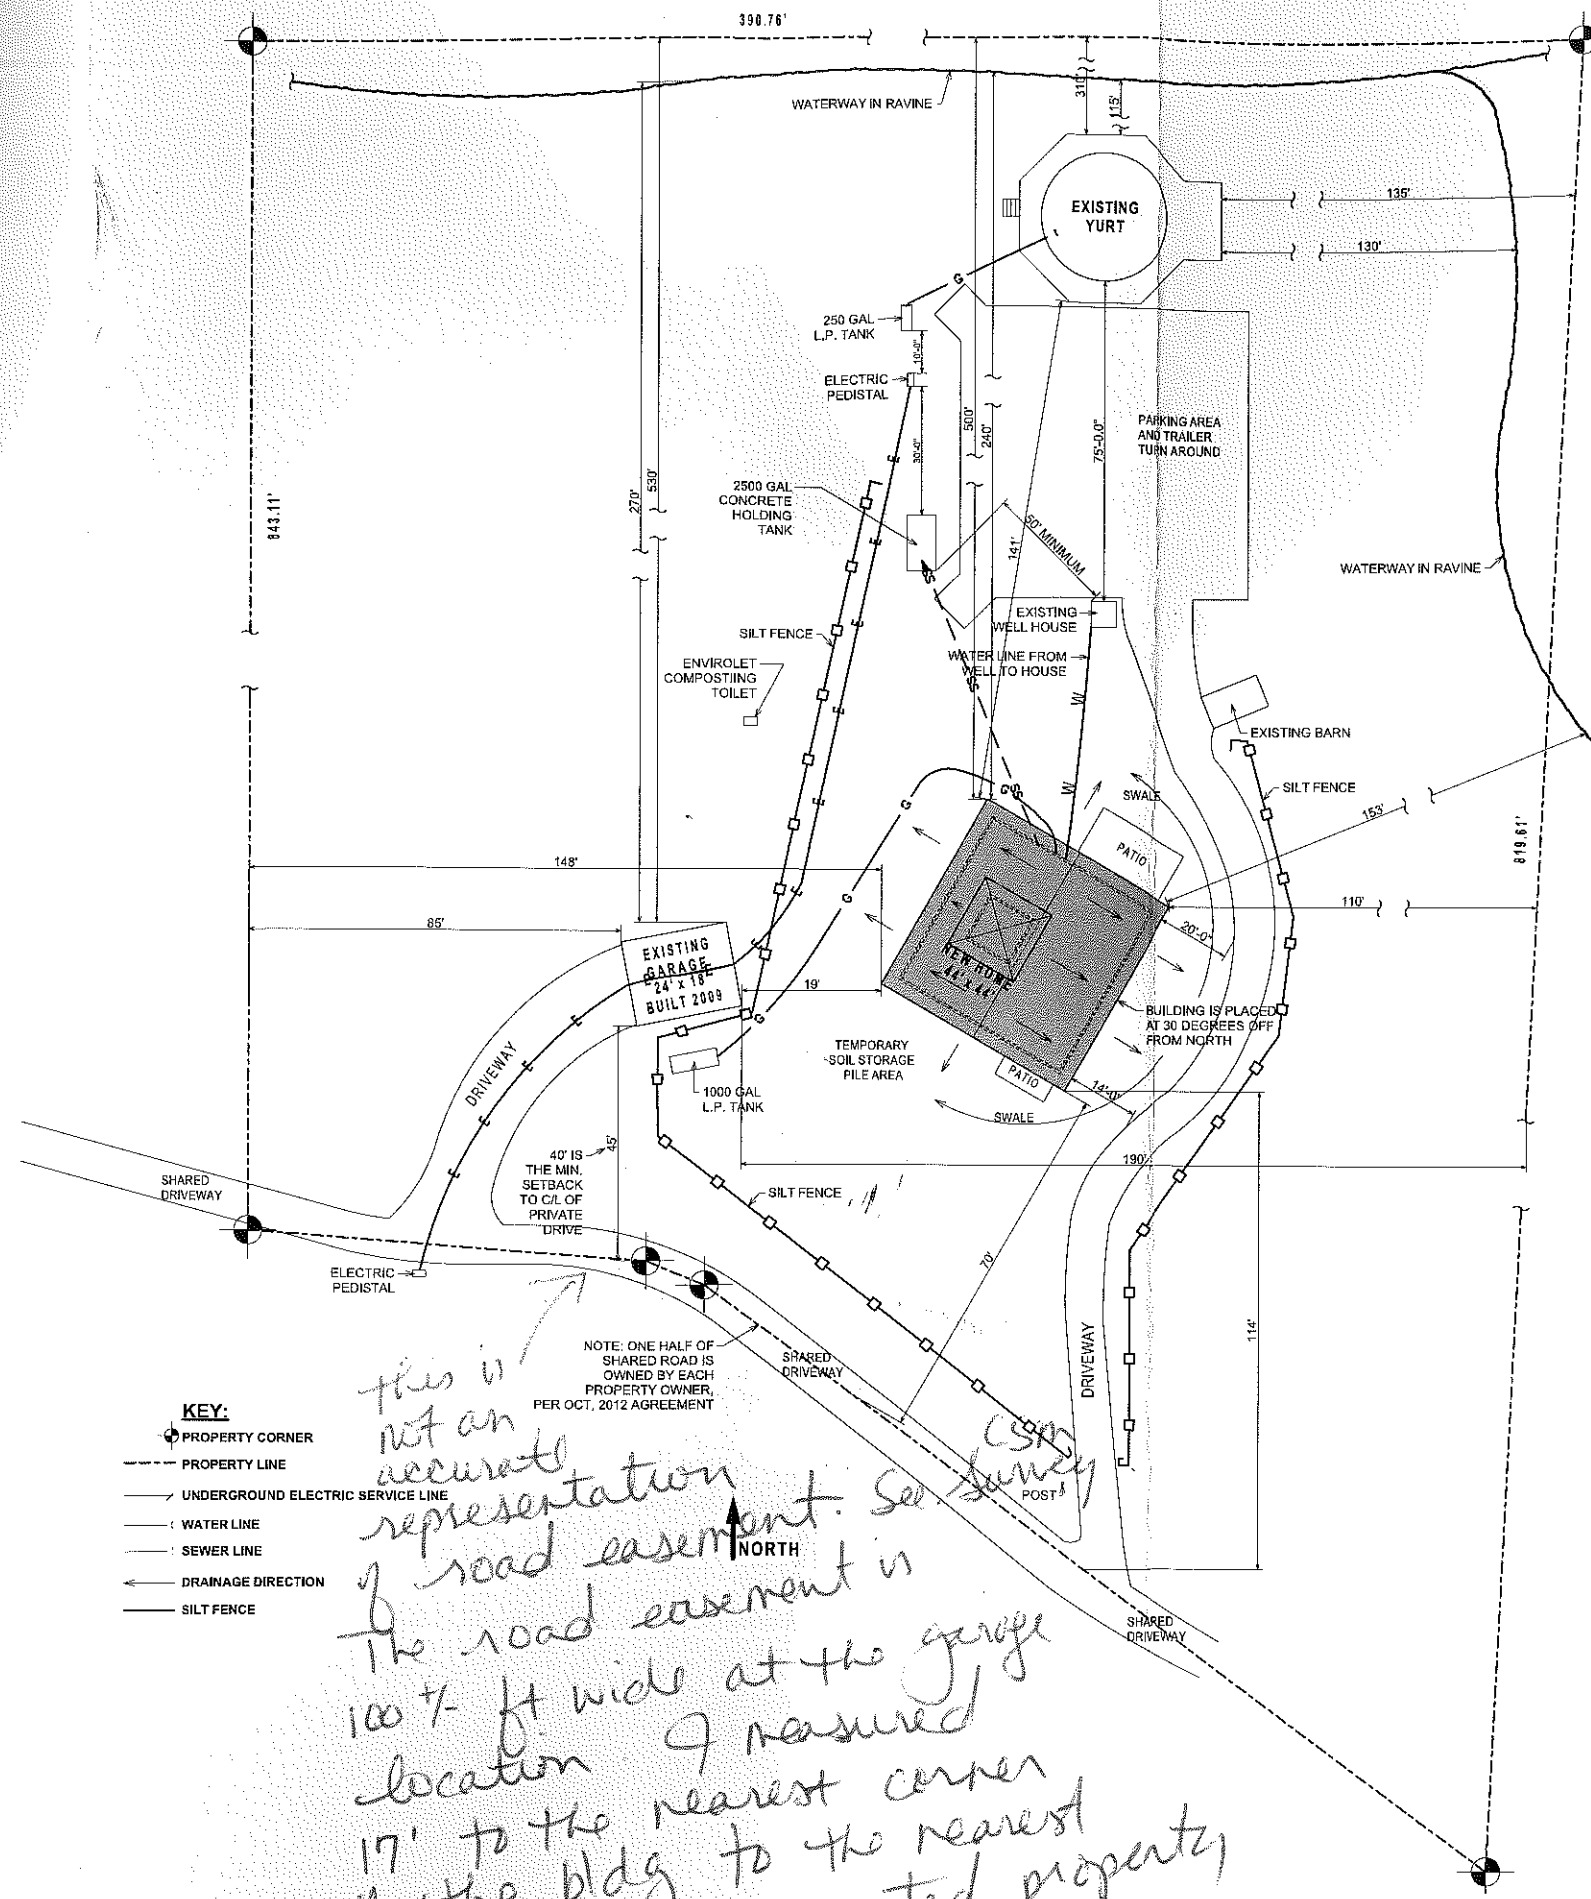 390.76'
WATERWAY IN RAVINE
310'
115'
EXISTING
YURT
135'
130'
G
250 GAL
L.P. TANK
10'-0"
ELECTRIC
PEDISTAL
500'
240'
75'-0.0"
PARKING AREA
AND TRAILER
TURN AROUND
30'-0"
E
843.11'
270'
530'
2500 GAL
CONCRETE
HOLDING
TANK
E
141'
50' MINIMUM
WATERWAY IN RAVINE
SS
EXISTING
WELL HOUSE
SILT FENCE
E
WATER LINE FROM
WELL TO HOUSE
SS
ENVIROLET
COMPOSTIING
TOILET
W
E
EXISTING BARN
SILT FENCE
G
G
SS
W
SWALE
153'
E
819.61'
148'
PATIO
E
G
110'
85'
20'-0"
EXISTING
GARAGE
24' x 18'
BUILT 2009
E
E
E
NEW HOME
44' x 44'
19'
BUILDING IS PLACED
AT 30 DEGREES OFF
FROM NORTH
G
E
TEMPORARY
SOIL STORAGE
PILE AREA
DRIVEWAY
E
1000 GAL
L.P. TANK
PATIO
14'-0"
SWALE
E
45'
40' IS
THE MIN.
SETBACK
TO C/L OF
PRIVATE
DRIVE
190'
SHARED
DRIVEWAY
E
SILT FENCE
70'
ELECTRIC
PEDISTAL
114'
NOTE: ONE HALF OF
SHARED ROAD IS
OWNED BY EACH
PROPERTY OWNER,
PER OCT, 2012 AGREEMENT
SHARED
DRIVEWAY
DRIVEWAY
POST
NORTH
SHARED
DRIVEWAY
KEY:
PROPERTY CORNER
PROPERTY LINE
UNDERGROUND ELECTRIC SERVICE LINE
WATER LINE
SEWER LINE
DRAINAGE DIRECTION
SILT FENCE
this is
not an
accurate
representation
of road easement. See csm
Survey
The road easement is
100 +/- ft wide at the garage
location I measured
17' to the nearest corner
the bldg to the nearest
ted property